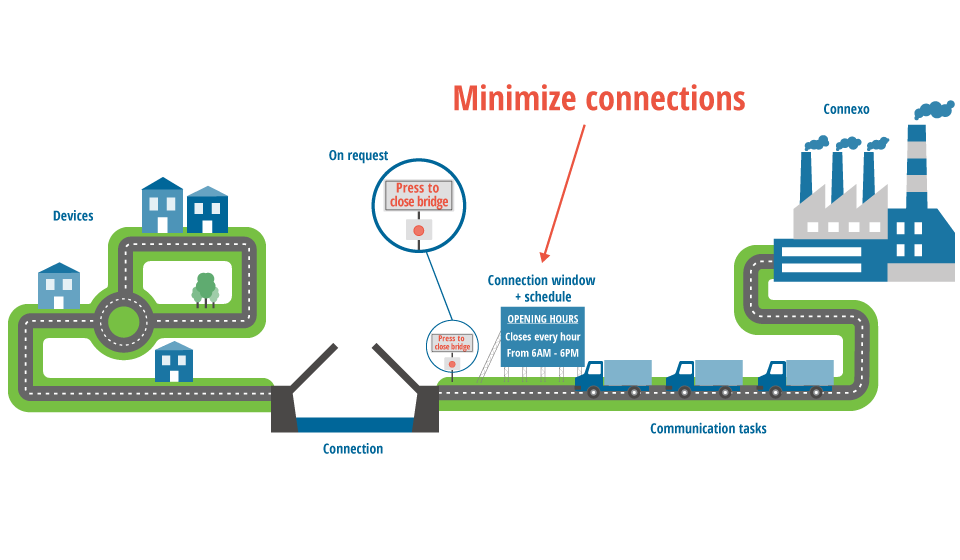 Minimize connections
Connexo
On request
Press to
close bridge
Devices
Connection window
+ schedule
OPENING HOURS
Closes every hour
From 6AM - 6PM
Press to
close bridge
Communication tasks
Connection